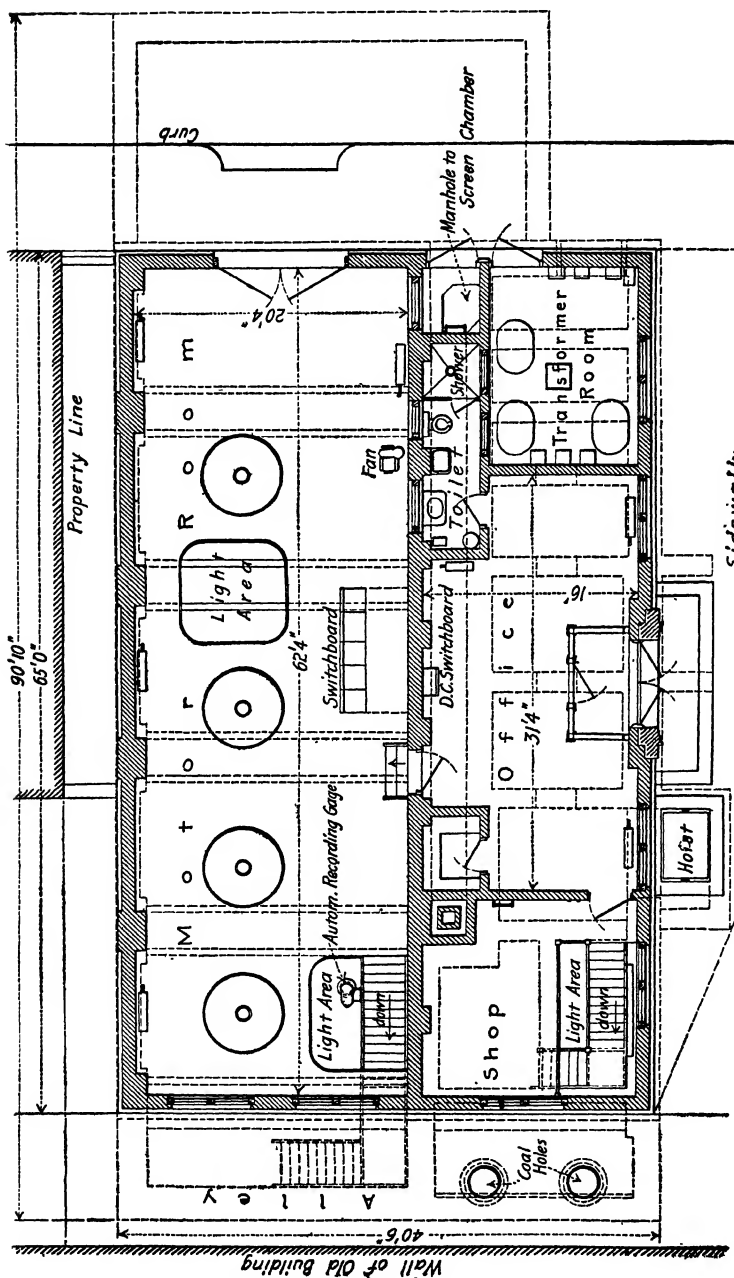 90'10"
65'0"
Property Line
Curb
Manhole to
Screen Chamber
20'4"
Motor Room
Light
Area
62'4"
Fan
Switchboard
Autom. Recording Gage
Light Area
down
Shower
Toilet
Transformer
Room
D.C. Switchboard
Office
16'
31'4"
Shop
Light Area
down
Hoist
Alley
Coal
Holes
40'6"
Wall of Old Building